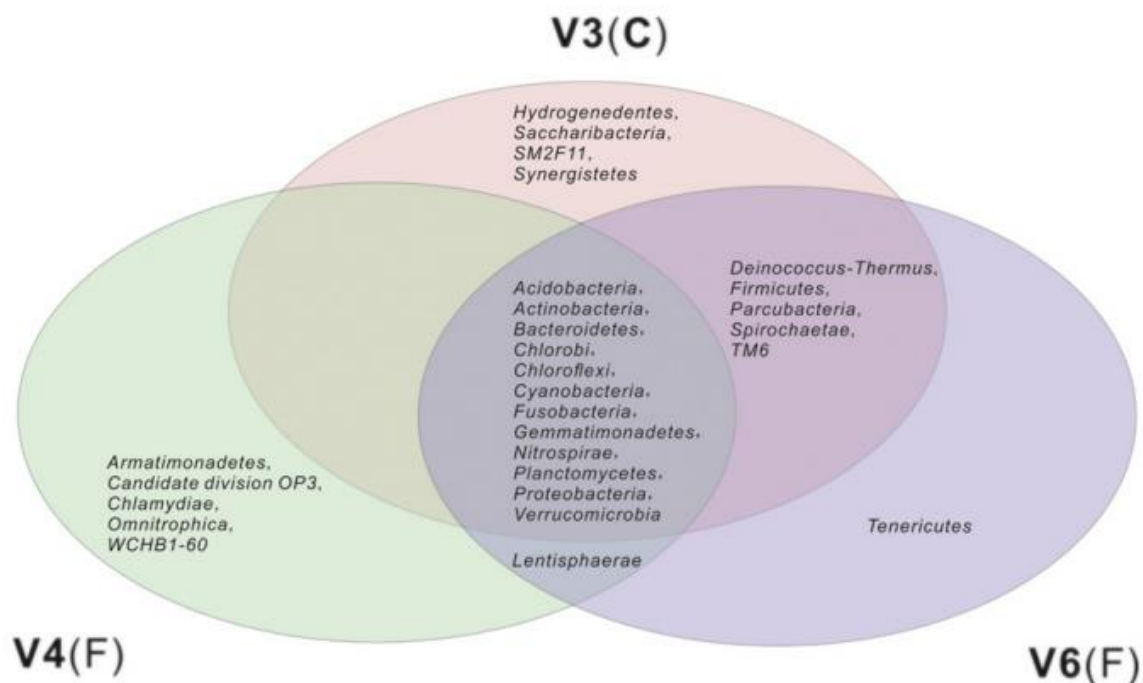 V3(C)
Hydrogenedentes,
Saccharibacteria,
SM2F11,
Synergistetes
Deinococcus-Thermus,
Firmicutes,
Parcubacteria,
Spirochaetae,
TM6
Acidobacteria,
Actinobacteria,
Bacteroidetes,
Chlorobi,
Chloroflexi,
Cyanobacteria,
Fusobacteria,
Gemmatimonadetes,
Nitrospirae,
Planctomycetes,
Proteobacteria,
Verrucomicrobia
Lentisphaerae
Armatimonadetes,
Candidate division OP3,
Chlamydiae,
Omnitrophica,
WCHB1-60
Tenericutes
V4(F)
V6(F)